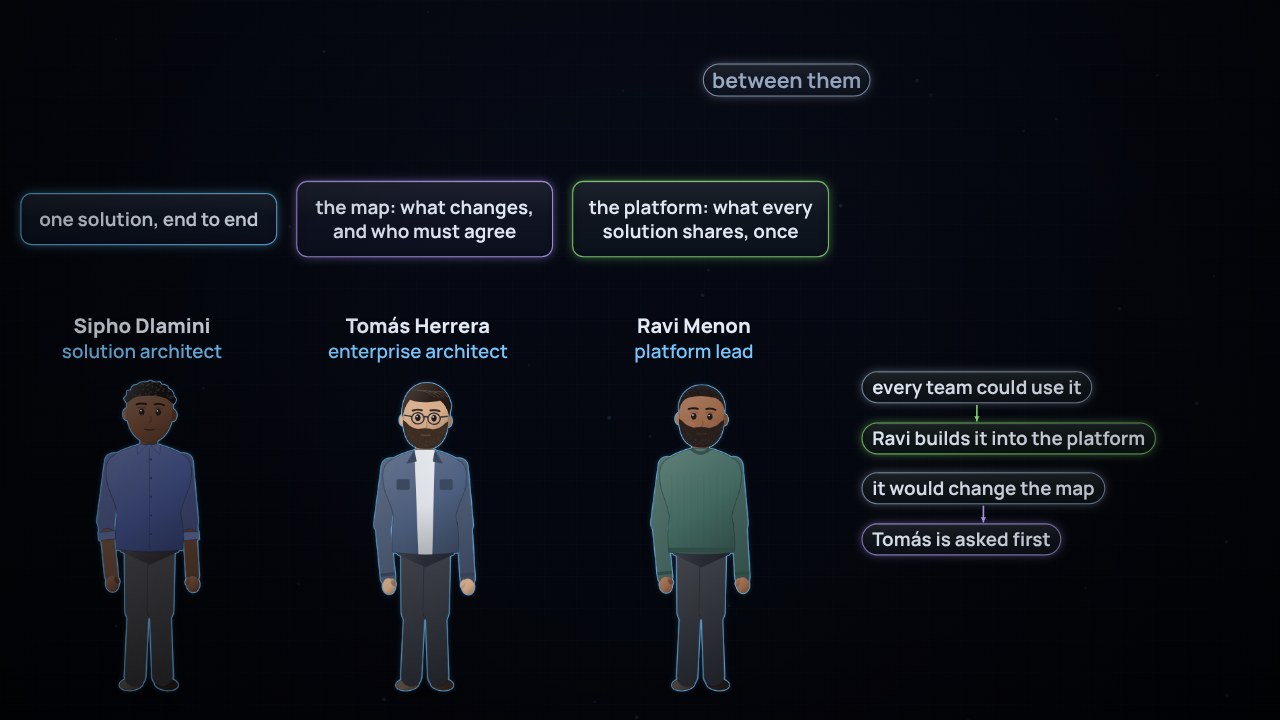 between them
one solution, end to end
the map: what changes,
and who must agree
the platform: what every
solution shares, once
Sipho Dlamini
solution architect
Tomás Herrera
enterprise architect
Ravi Menon
platform lead
every team could use it
Ravi builds it into the platform
it would change the map
Tomás is asked first